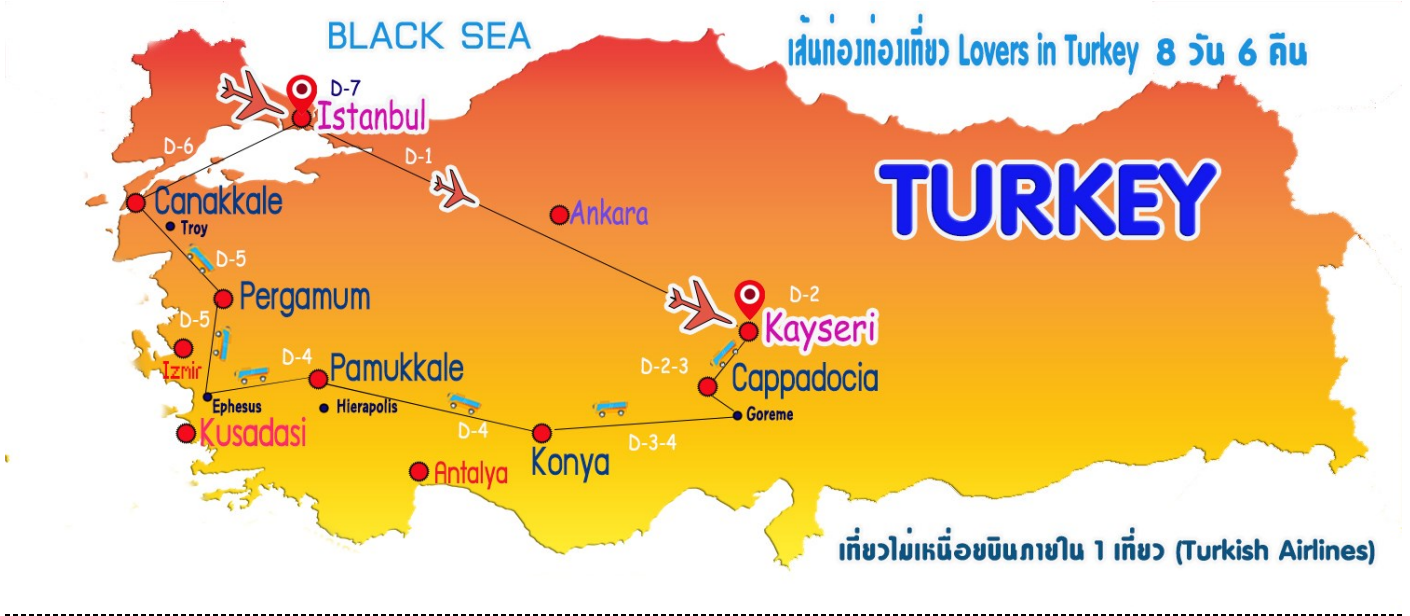 BLACK SEA
เส้นท่องท่องเที่ยว Lovers in Turkey 8 วัน 6 คืน
D-7
Istanbul
D-6
D-1
TURKEY
Canakkale
Troy
Ankara
D-5
Pergamum
D-2
D-5
Kayseri
Izmir
D-4
Pamukkale
D-2-3
Cappadocia
Ephesus
Hierapolis
Goreme
Kusadasi
D-4
D-3-4
Konya
Antalya
เที่ยวไม่เหนื่อยบินภายใน 1 เที่ยว (Turkish Airlines)